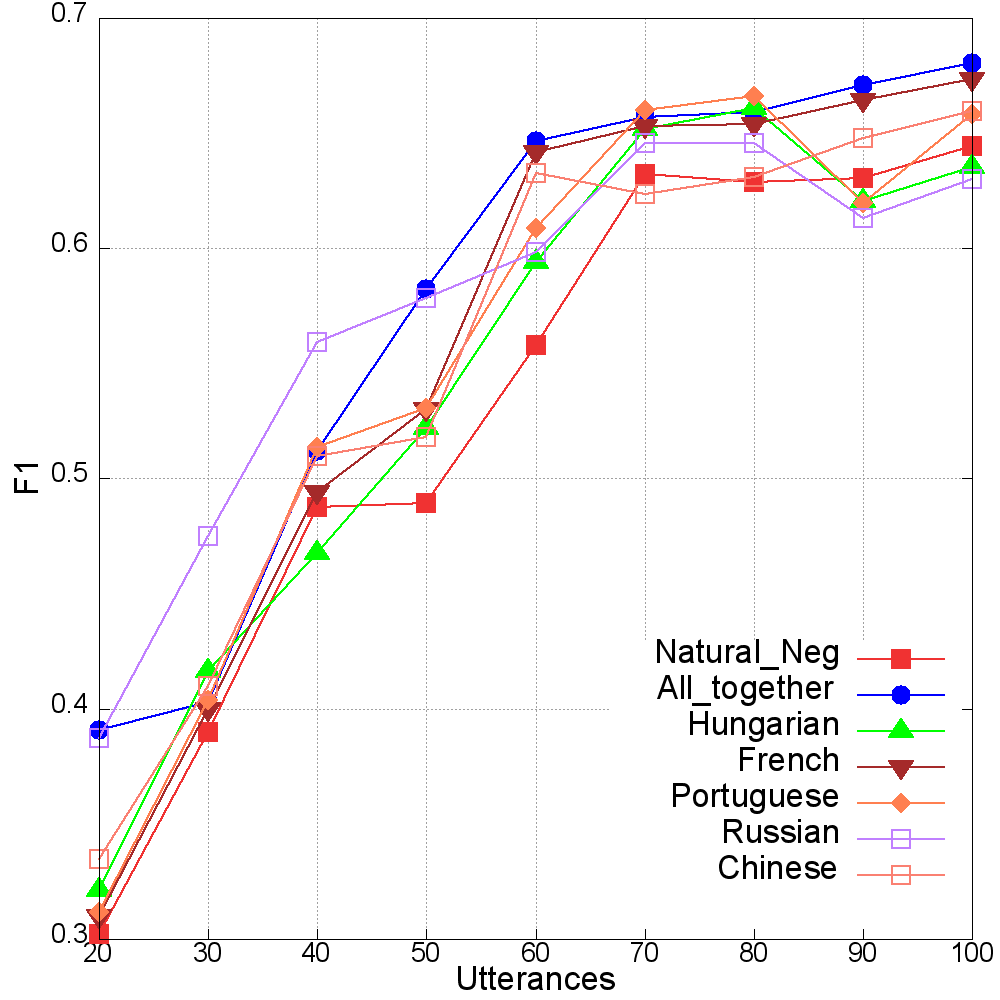 0.7
0.6
0.5
0.4
0.3
F1
Natural_Neg
All_together
Hungarian
French
Portuguese
Russian
Chinese
20 30 40 50 60 70 80 90 100
Utterances